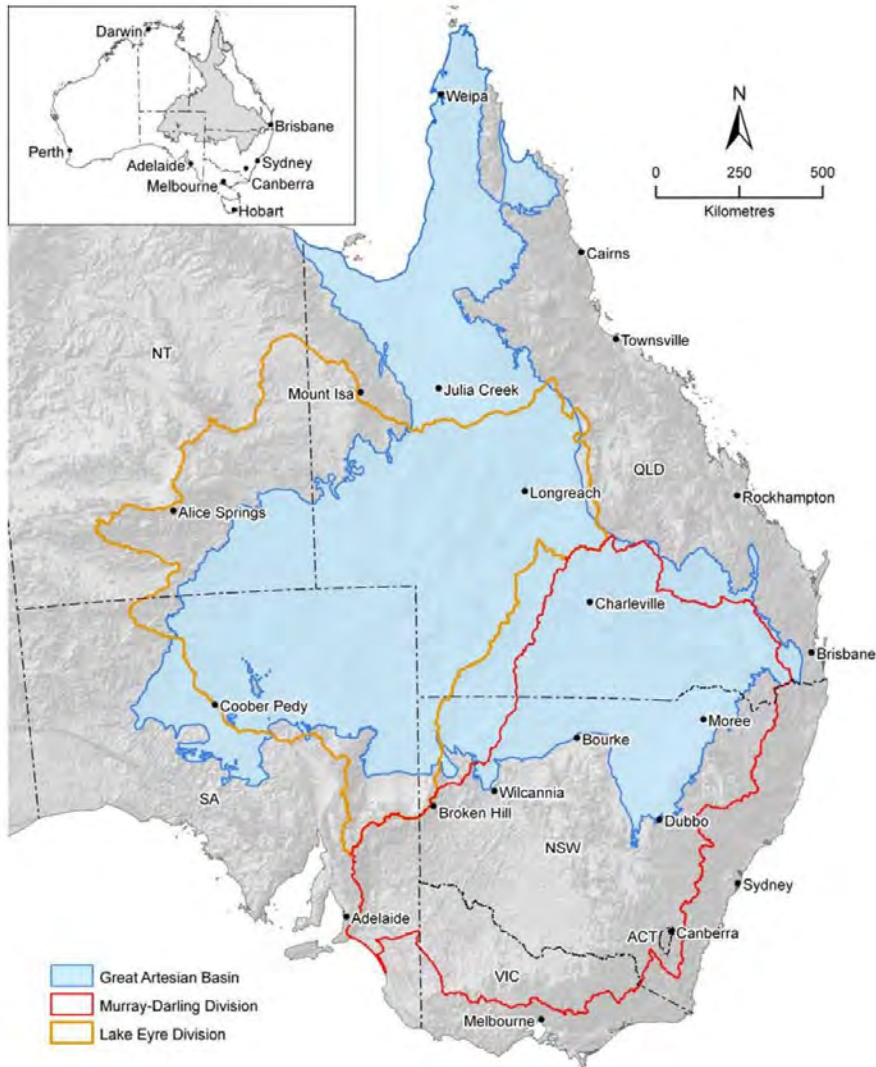 Darwin
Brisbane
Perth
Adelaide
Sydney
Melbourne
Canberra
Hobart
N
0 250 500
Kilometres
Weipa
Cairns
Townsville
NT
Mount Isa
Julia Creek
QLD
Longreach
Rockhampton
Alice Springs
Charleville
Brisbane
Coober Pedy
Moree
Bourke
SA
Wilcannia
Broken Hill
Dubbo
NSW
Sydney
Adelaide
ACT
Canberra
VIC
Melbourne
Great Artesian Basin
Murray-Darling Division
Lake Eyre Division